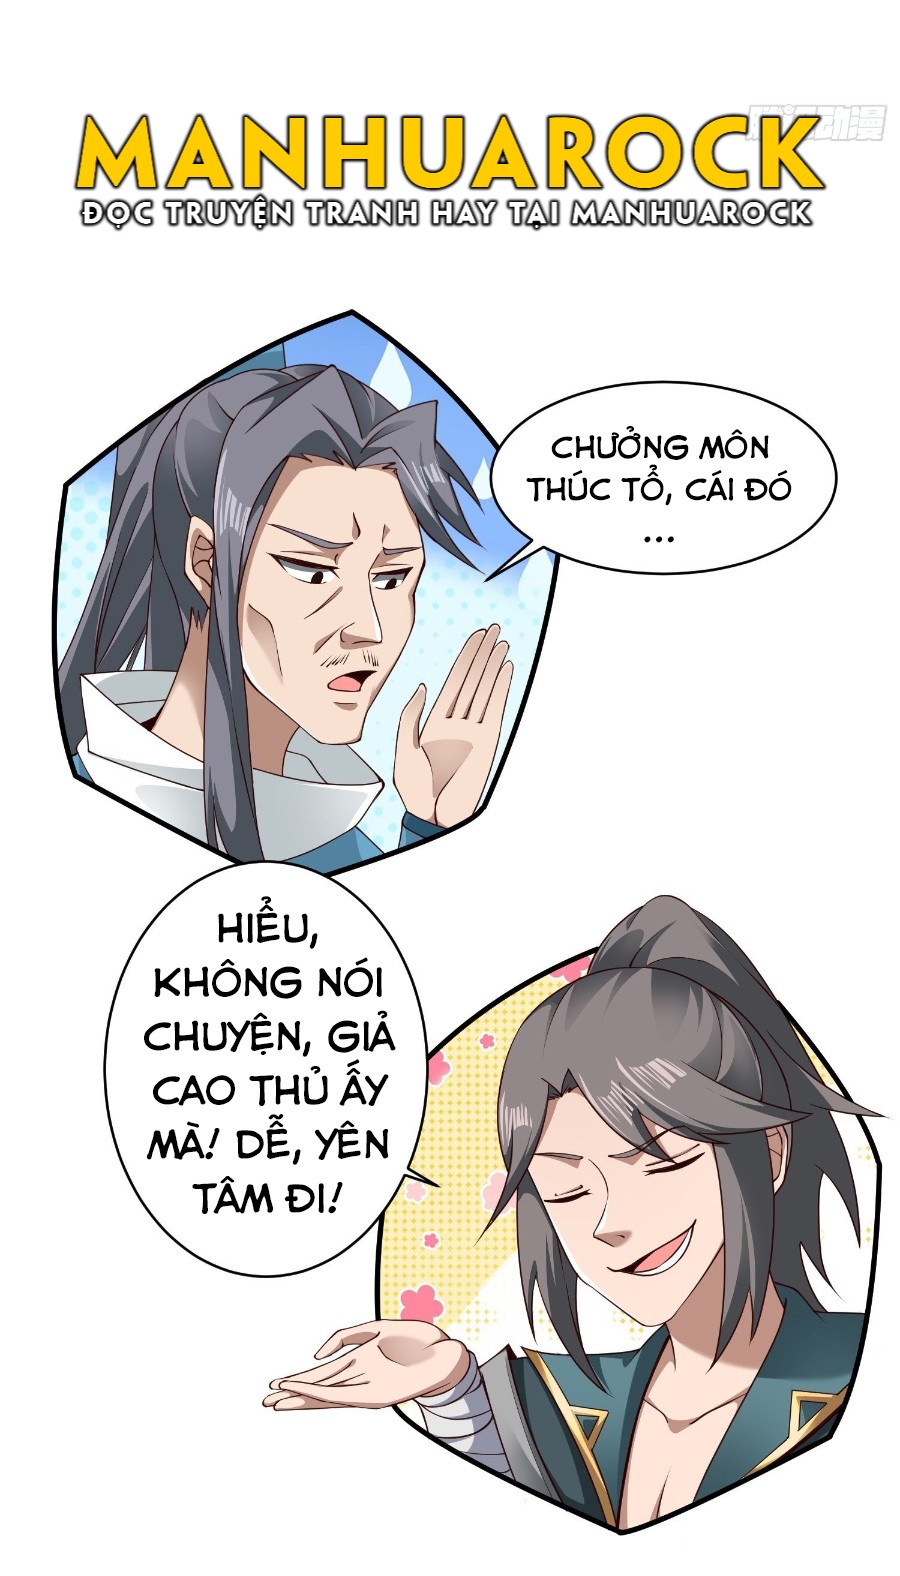 MANHUAROCK
ĐỌC TRUYỆN TRANH HAY TẠI MANHUAROCK
CHƯỞNG MÔN
THÚC TỔ, CÁI ĐÓ
...
HIỂU,
KHÔNG NÓI
CHUYỆN, GIẢ
CAO THỦ ẤY
MÀ! DỄ, YÊN
TÂM ĐI!